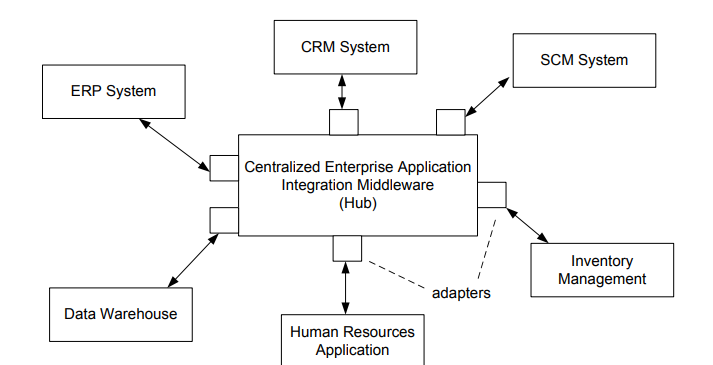 CRM System
SCM System
ERP System
Centralized Enterprise Application
Integration Middleware
(Hub)
Inventory
Management
adapters
Data Warehouse
Human Resources
Application